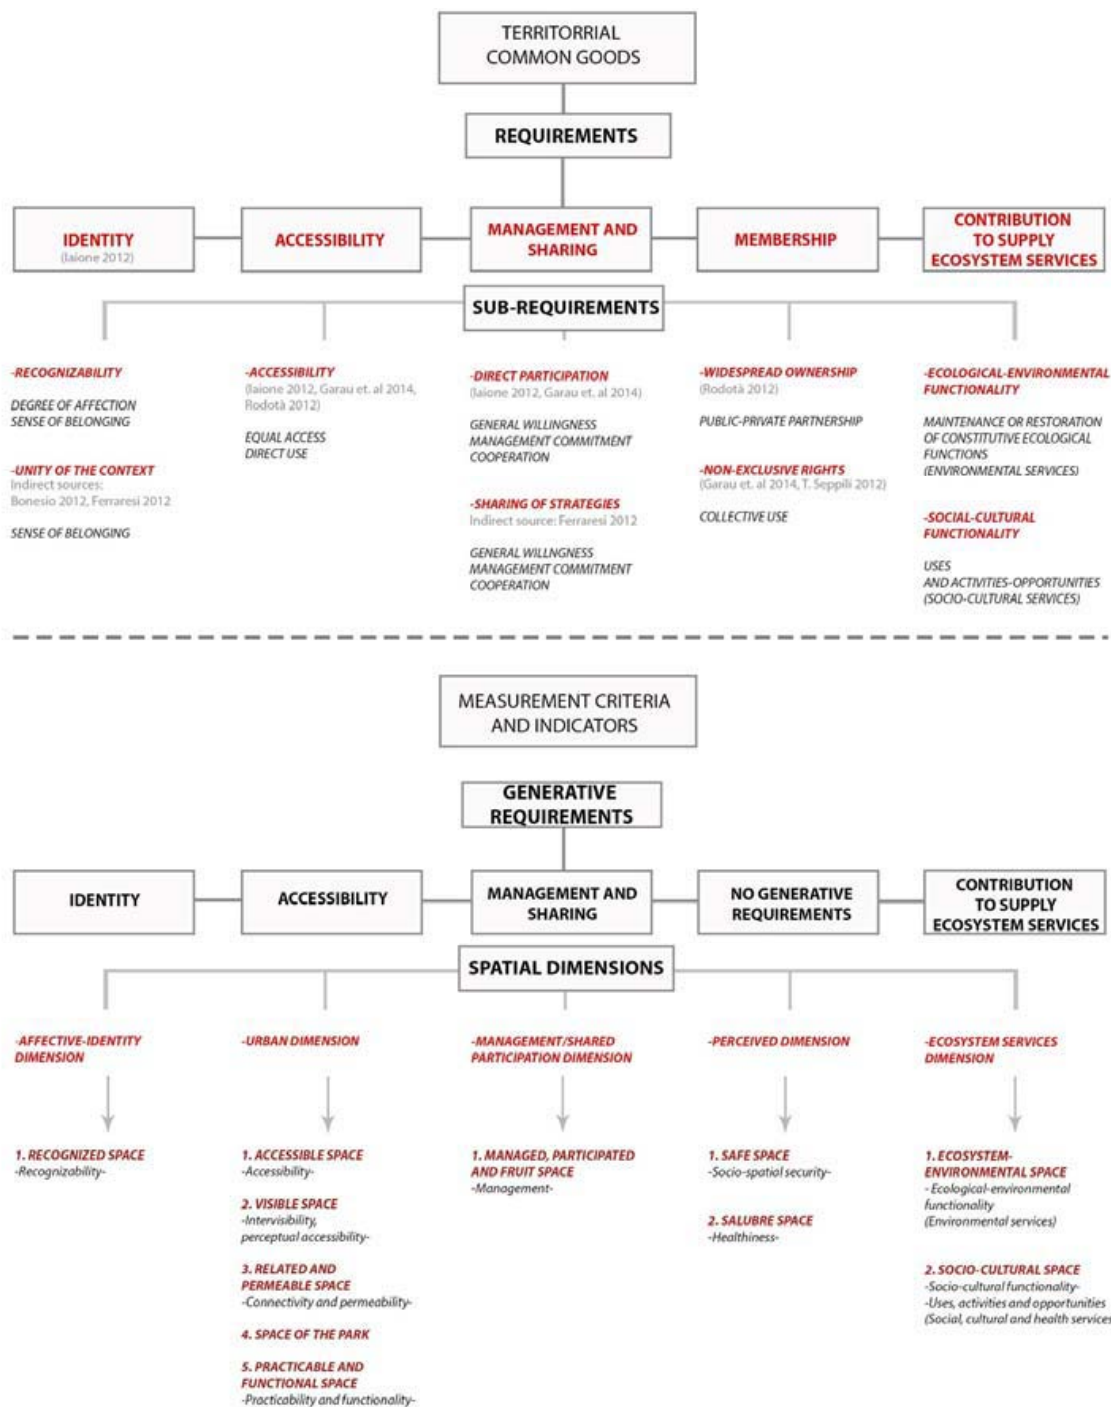 TERRITORRIAL
COMMON GOODS
REQUIREMENTS
IDENTITY
(Iaione 2012)
ACCESSIBILITY
MANAGEMENT AND
SHARING
MEMBERSHIP
CONTRIBUTION
TO SUPPLY
ECOSYSTEM SERVICES
SUB-REQUIREMENTS
-RECOGNIZABILITY
DEGREE OF AFFECTION
SENSE OF BELONGING
-UNITY OF THE CONTEXT
Indirect sources:
Bonesio 2012, Ferraresi 2012
SENSE OF BELONGING
-ACCESSIBILITY
(Iaione 2012, Garau et. al 2014,
Rodotà 2012)
EQUAL ACCESS
DIRECT USE
-DIRECT PARTICIPATION
(Iaione 2012, Garau et. al 2014)
GENERAL WILLINGNESS
MANAGEMENT COMMITMENT
COOPERATION
-SHARING OF STRATEGIES
Indirect source: Ferraresi 2012
GENERAL WILLNGNESS
MANAGEMENT COMMITMENT
COOPERATION
-WIDESPREAD OWNERSHIP
(Rodotà 2012)
PUBLIC-PRIVATE PARTNERSHIP
-NON-EXCLUSIVE RIGHTS
(Garau et. al 2014, T. Seppili 2012)
COLLECTIVE USE
-ECOLOGICAL-ENVIRONMENTAL
FUNCTIONALITY
MAINTENANCE OR RESTORATION
OF CONSTITUTIVE ECOLOGICAL
FUNCTIONS
(ENVIRONMENTAL SERVICES)
-SOCIAL-CULTURAL
FUNCTIONALITY
USES
AND ACTIVITIES-OPPORTUNITIES
(SOCIO-CULTURAL SERVICES)
MEASUREMENT CRITERIA
AND INDICATORS
GENERATIVE
REQUIREMENTS
IDENTITY
ACCESSIBILITY
MANAGEMENT AND
SHARING
NO GENERATIVE
REQUIREMENTS
CONTRIBUTION
TO SUPPLY
ECOSYSTEM SERVICES
SPATIAL DIMENSIONS
-AFFECTIVE-IDENTITY
DIMENSION
1. RECOGNIZED SPACE
-Recognizability-
-URBAN DIMENSION
1. ACCESSIBLE SPACE
-Accessibility-
2. VISIBLE SPACE
-Intervisibility,
perceptual accessibility-
3. RELATED AND
PERMEABLE SPACE
-Connectivity and permeability-
4. SPACE OF THE PARK
5. PRACTICABLE AND
FUNCTIONAL SPACE
-Practicability and functionality-
-MANAGEMENT/SHARED
PARTICIPATION DIMENSION
1. MANAGED, PARTICIPATED
AND FRUIT SPACE
-Management-
-PERCEIVED DIMENSION
1. SAFE SPACE
-Socio-spatial security-
2. SALUBRE SPACE
-Healthiness-
-ECOSYSTEM SERVICES
DIMENSION
1. ECOSYSTEM-
ENVIRONMENTAL SPACE
- Ecological-environmental
functionality
(Environmental services)
2. SOCIO-CULTURAL SPACE
-Socio-cultural functionality-
-Uses, activities and opportunities
(Social, cultural and health services